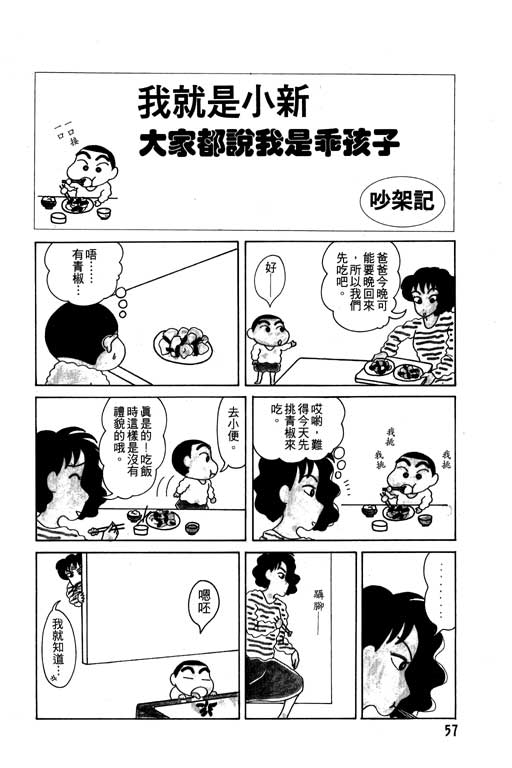 我就是小新
大家都說我是乖孩子
吵架記
一口
一口
接
爸爸今晚可
能要晚回來
，所以我們
先吃吧。
好——
唔……
有青椒…
我挑
我挑
我挑
哎喲，難
得今天先
挑青椒來
吃。
去小便。
真是的！吃飯
時這樣是沒有
禮貌的哦。
………
躡腳——
嗯呸
我就知道…
57